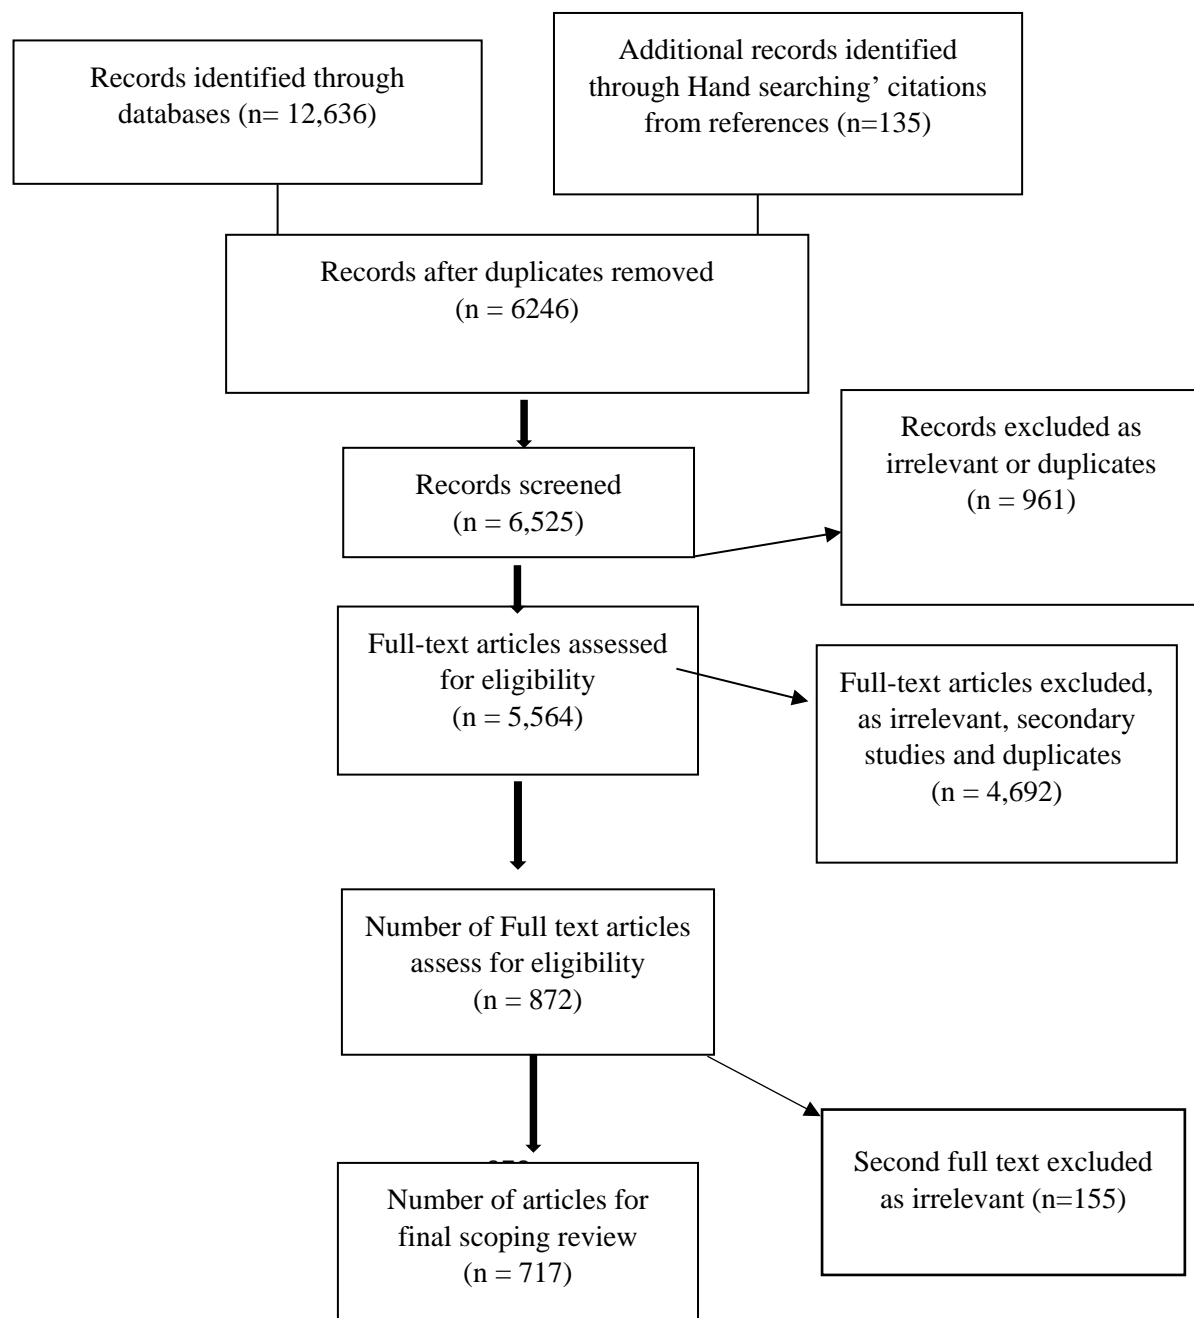 Records identified through
databases (n= 12,636)
Additional records identified
through Hand searching’ citations
from references (n=135)
Records after duplicates removed
(n = 6246)
Records screened
(n = 6,525)
Records excluded as
irrelevant or duplicates
(n = 961)
Full-text articles assessed
for eligibility
(n = 5,564)
Full-text articles excluded,
as irrelevant, secondary
studies and duplicates
(n = 4,692)
Number of Full text articles
assess for eligibility
(n = 872)
Second full text excluded
as irrelevant (n=155)
Number of articles for
final scoping review
(n = 717)